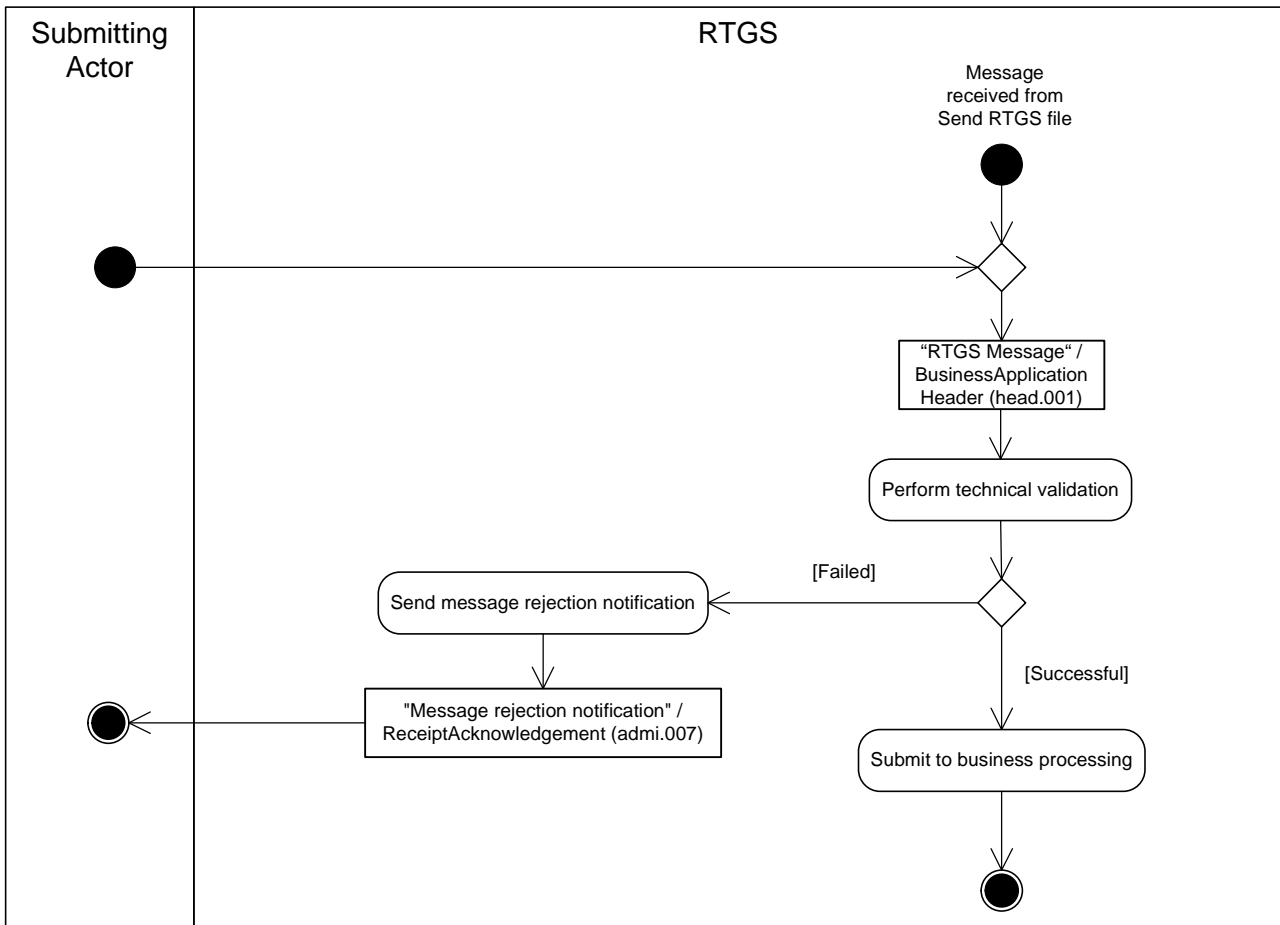 Submitting
Actor
RTGS
Message
received from
Send RTGS file
“RTGS Message“ /
BusinessApplication
Header (head.001)
Perform technical validation
[Failed]
Send message rejection notification
[Successful]
"Message rejection notification" /
ReceiptAcknowledgement (admi.007)
Submit to business processing